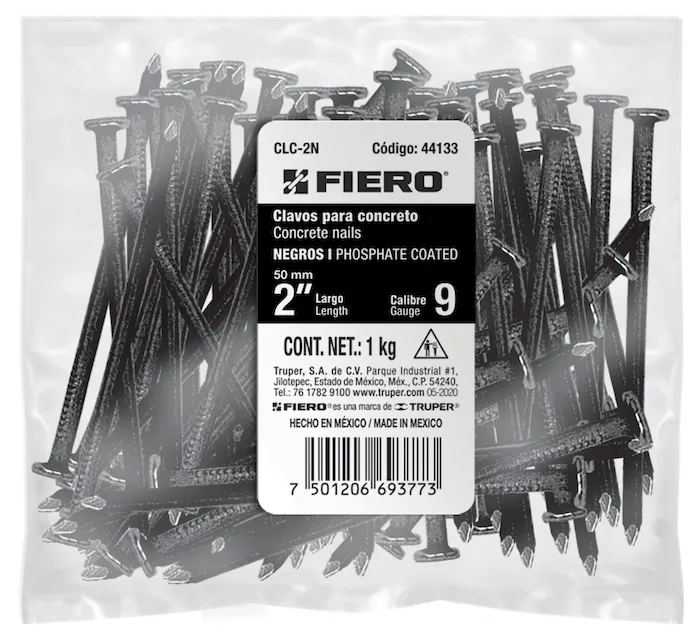 CLC-2N Código: 44133
FIERO®
Clavos para concreto
Concrete nails
NEGROS | PHOSPHATE COATED
50 mm
2" Largo Length Calibre Gauge 9
CONT. NET.: 1 kg
Truper, S.A. de C.V. Parque Industrial #1,
Jilotepec, Estado de México, Méx., C.P. 54240,
Tel.: 76 1782 9100 www.truper.com 05-2020
FIERO® es una marca de TRUPER®
HECHO EN MÉXICO / MADE IN MEXICO
7 501206 693773